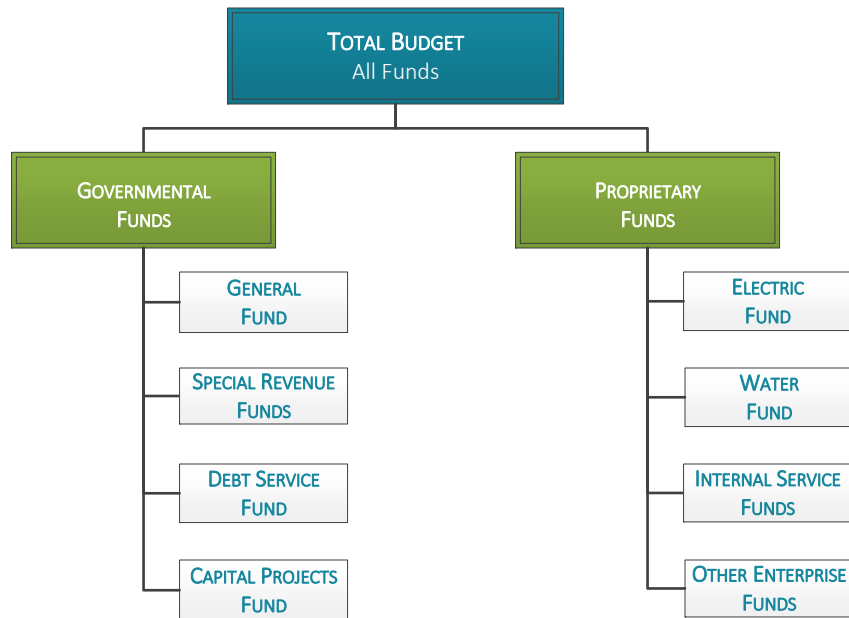 TOTAL BUDGET
All Funds
GOVERNMENTAL
FUNDS
PROPRIETARY
FUNDS
GENERAL
FUND
SPECIAL REVENUE
FUNDS
DEBT SERVICE
FUND
CAPITAL PROJECTS
FUND
ELECTRIC
FUND
WATER
FUND
INTERNAL SERVICE
FUNDS
OTHER ENTERPRISE
FUNDS